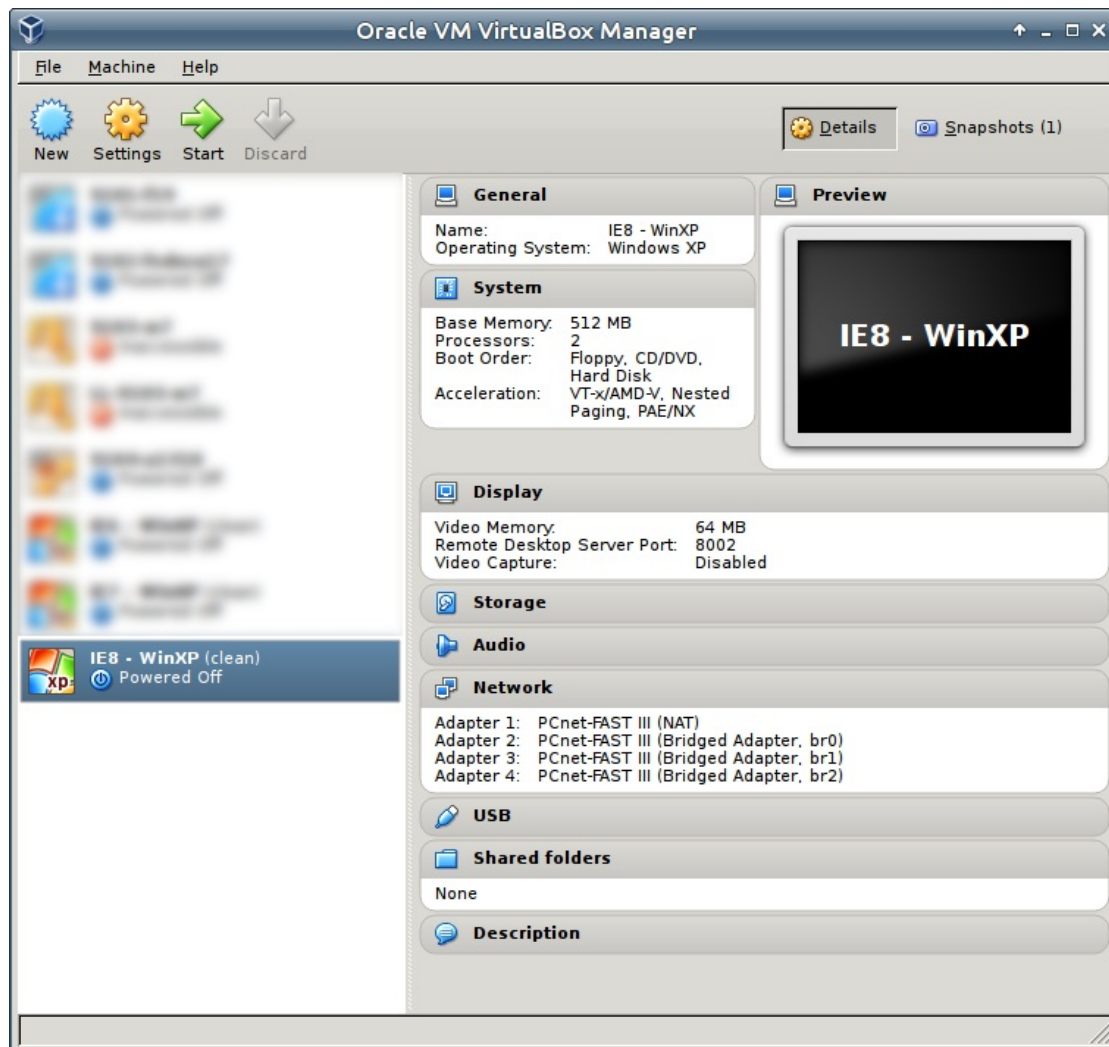 Oracle VM VirtualBox Manager
File Machine Help
New Settings Start Discard
Details Snapshots (1)
IE8 - WinXP (clean)
Powered Off
General
Name: IE8 - WinXP
Operating System: Windows XP
System
Base Memory: 512 MB
Processors: 2
Boot Order: Floppy, CD/DVD,
Hard Disk
Acceleration: VT-x/AMD-V, Nested
Paging, PAE/NX
Preview
IE8 - WinXP
Display
Video Memory: 64 MB
Remote Desktop Server Port: 8002
Video Capture: Disabled
Storage
Audio
Network
Adapter 1: PCnet-FAST III (NAT)
Adapter 2: PCnet-FAST III (Bridged Adapter, br0)
Adapter 3: PCnet-FAST III (Bridged Adapter, br1)
Adapter 4: PCnet-FAST III (Bridged Adapter, br2)
USB
Shared folders
None
Description